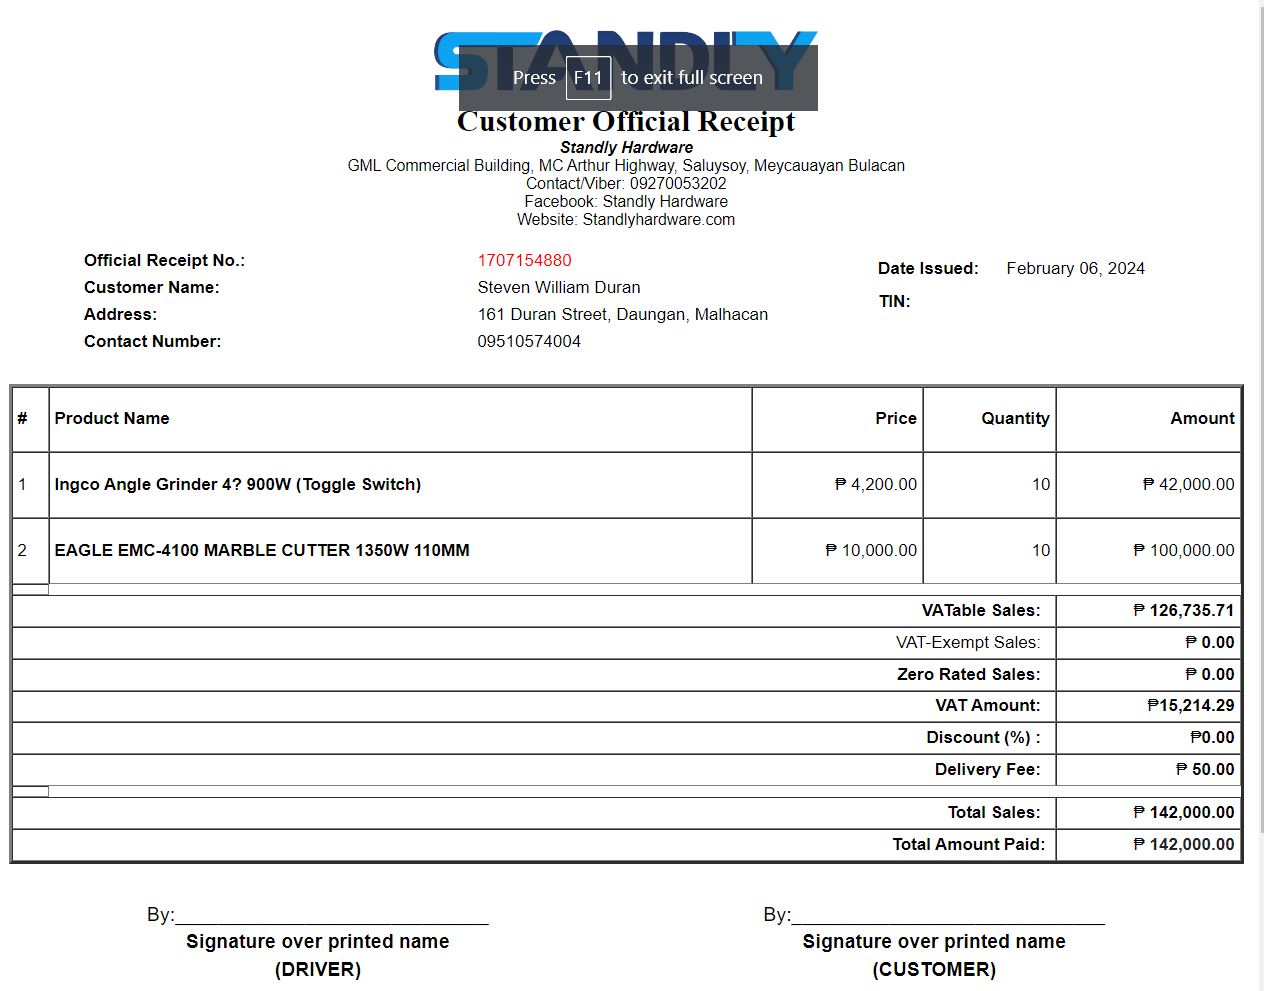 STANDLY
Press F11 to exit full screen
Customer Official Receipt
Standly Hardware
GML Commercial Building, MC Arthur Highway, Saluysoy, Meycauayan Bulacan
Contact/Viber: 09270053202
Facebook: Standly Hardware
Website: Standlyhardware.com
Official Receipt No.: 1707154880
Customer Name: Steven William Duran
Address: 161 Duran Street, Daungan, Malhacan
Contact Number: 09510574004
Date Issued: February 06, 2024
TIN:
# Product Name Price Quantity Amount
1 Ingco Angle Grinder 4? 900W (Toggle Switch) ₱ 4,200.00 10 ₱ 42,000.00
2 EAGLE EMC-4100 MARBLE CUTTER 1350W 110MM ₱ 10,000.00 10 ₱ 100,000.00
VATable Sales: ₱ 126,735.71
VAT-Exempt Sales: ₱ 0.00
Zero Rated Sales: ₱ 0.00
VAT Amount: ₱15,214.29
Discount (%) : ₱0.00
Delivery Fee: ₱ 50.00
Total Sales: ₱ 142,000.00
Total Amount Paid: ₱ 142,000.00
By:
Signature over printed name
(DRIVER)
By:
Signature over printed name
(CUSTOMER)